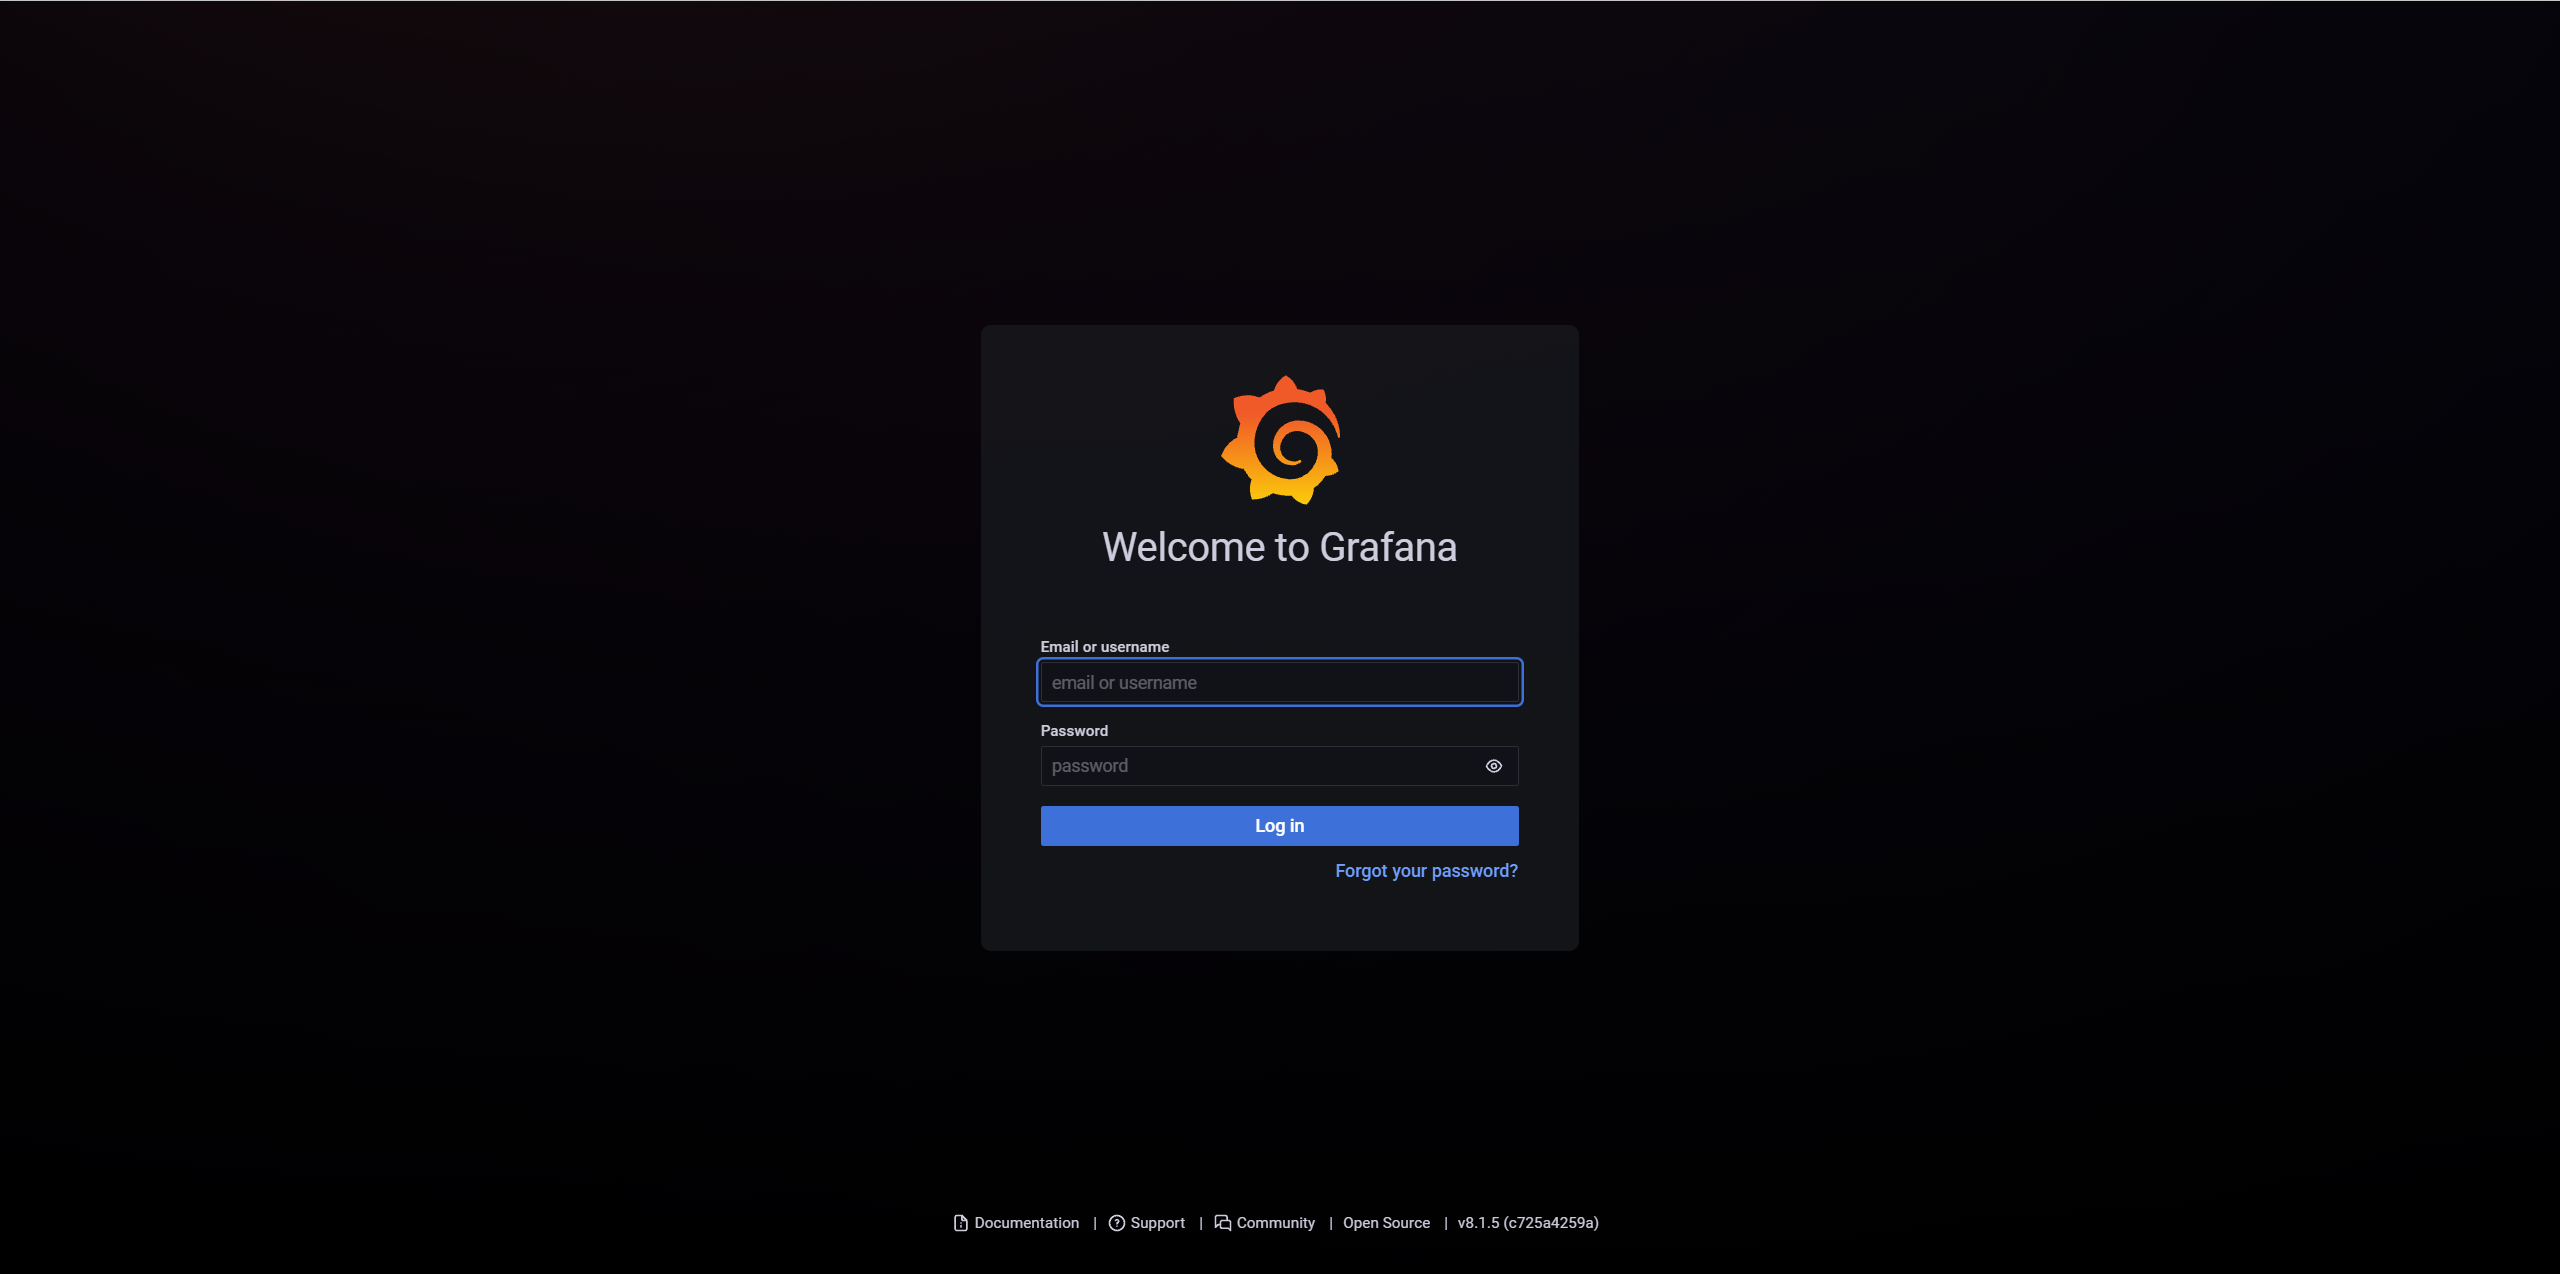 Welcome to Grafana
Email or username
email or username
Password
password
Log in
Forgot your password?
Documentation | Support | Community | Open Source | v8.1.5 (c725a4259a)